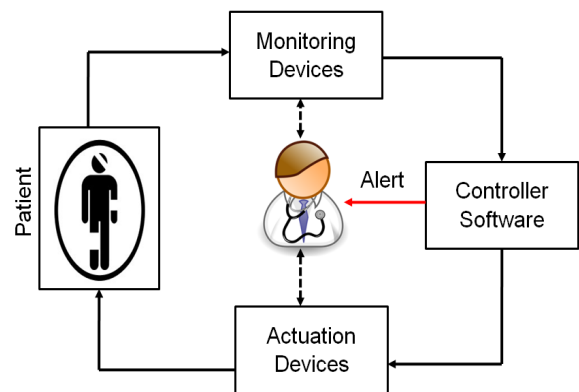 Monitoring
Devices
Patient
Alert
Controller
Software
Actuation
Devices